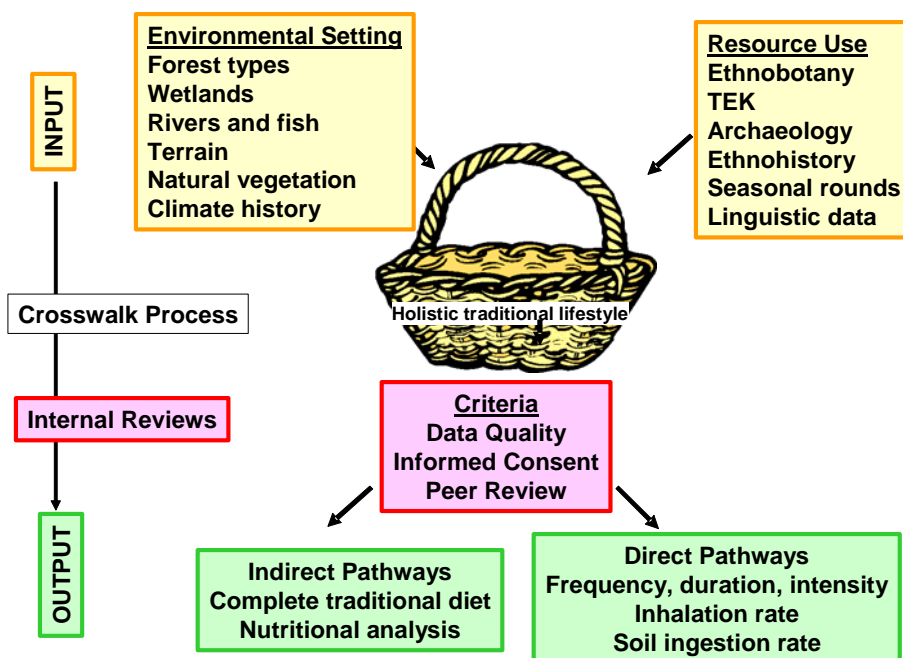 Environmental Setting
Forest types
Wetlands
Rivers and fish
Terrain
Natural vegetation
Climate history
Resource Use
Ethnobotany
TEK
Archaeology
Ethnohistory
Seasonal rounds
Linguistic data
INPUT
Crosswalk Process
Holistic traditional lifestyle
Internal Reviews
Criteria
Data Quality
Informed Consent
Peer Review
OUTPUT
Indirect Pathways
Complete traditional diet
Nutritional analysis
Direct Pathways
Frequency, duration, intensity
Inhalation rate
Soil ingestion rate